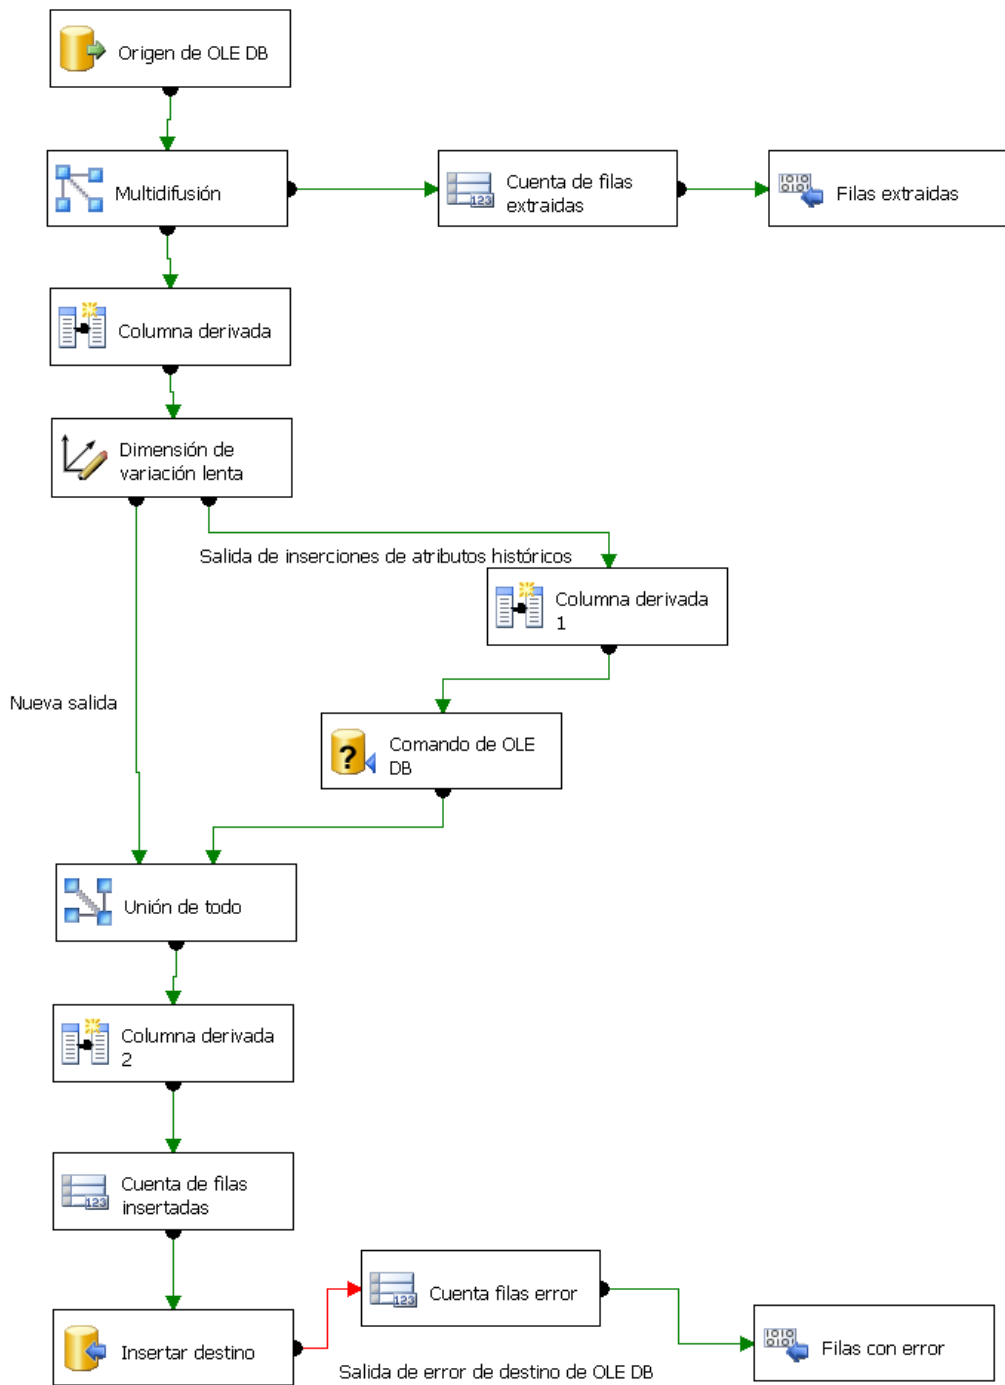 Origen de OLE DB
Multidifusión
Cuenta de filas
extraidas
Filas extraidas
Columna derivada
Dimensión de
variación lenta
Salida de inserciones de atributos históricos
Columna derivada
1
Nueva salida
Comando de OLE
DB
Unión de todo
Columna derivada
2
Cuenta de filas
insertadas
Cuenta filas error
Insertar destino
Filas con error
Salida de error de destino de OLE DB